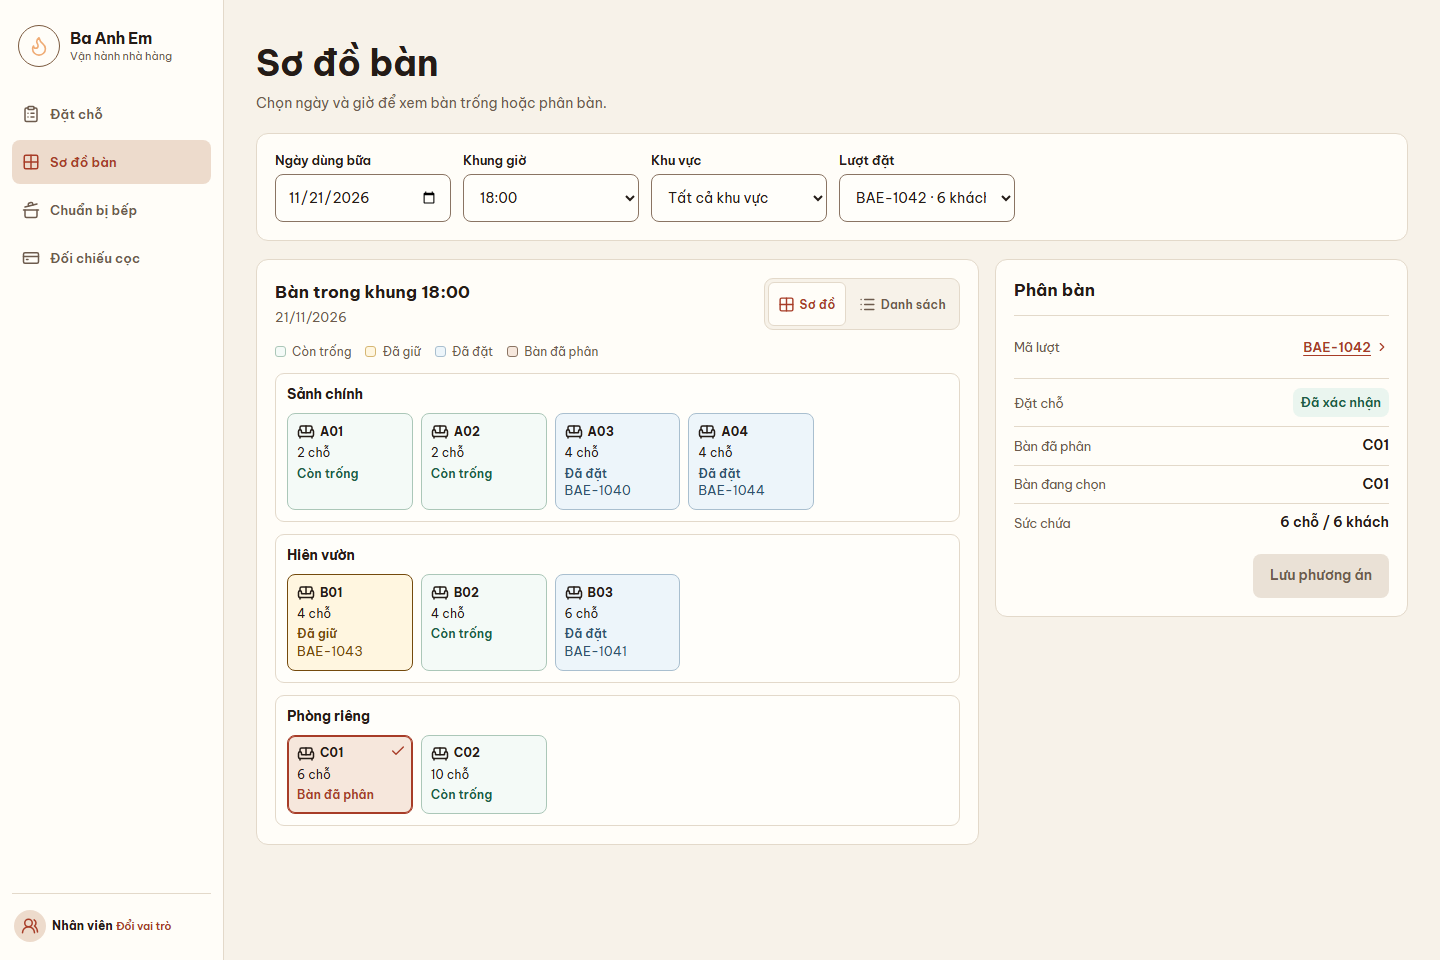 Ba Anh Em
Vận hành nhà hàng
Đặt chỗ
Sơ đồ bàn
Chuẩn bị bếp
Đối chiếu cọc
Nhân viên Đổi vai trò
Sơ đồ bàn
Chọn ngày và giờ để xem bàn trống hoặc phân bàn.
Ngày dùng bữa
11/21/2026
Khung giờ
18:00
Khu vực
Tất cả khu vực
Lượt đặt
BAE-1042 · 6 khách
Bàn trong khung 18:00
21/11/2026
Sơ đồ
Danh sách
Còn trống
Đã giữ
Đã đặt
Bàn đã phân
Sảnh chính
A01
2 chỗ
Còn trống
A02
2 chỗ
Còn trống
A03
4 chỗ
Đã đặt
BAE-1040
A04
4 chỗ
Đã đặt
BAE-1044
Hiên vườn
B01
4 chỗ
Đã giữ
BAE-1043
B02
4 chỗ
Còn trống
B03
6 chỗ
Đã đặt
BAE-1041
Phòng riêng
C01
6 chỗ
Bàn đã phân
C02
10 chỗ
Còn trống
Phân bàn
Mã lượt
BAE-1042
Đặt chỗ
Đã xác nhận
Bàn đã phân
C01
Bàn đang chọn
C01
Sức chứa
6 chỗ / 6 khách
Lưu phương án